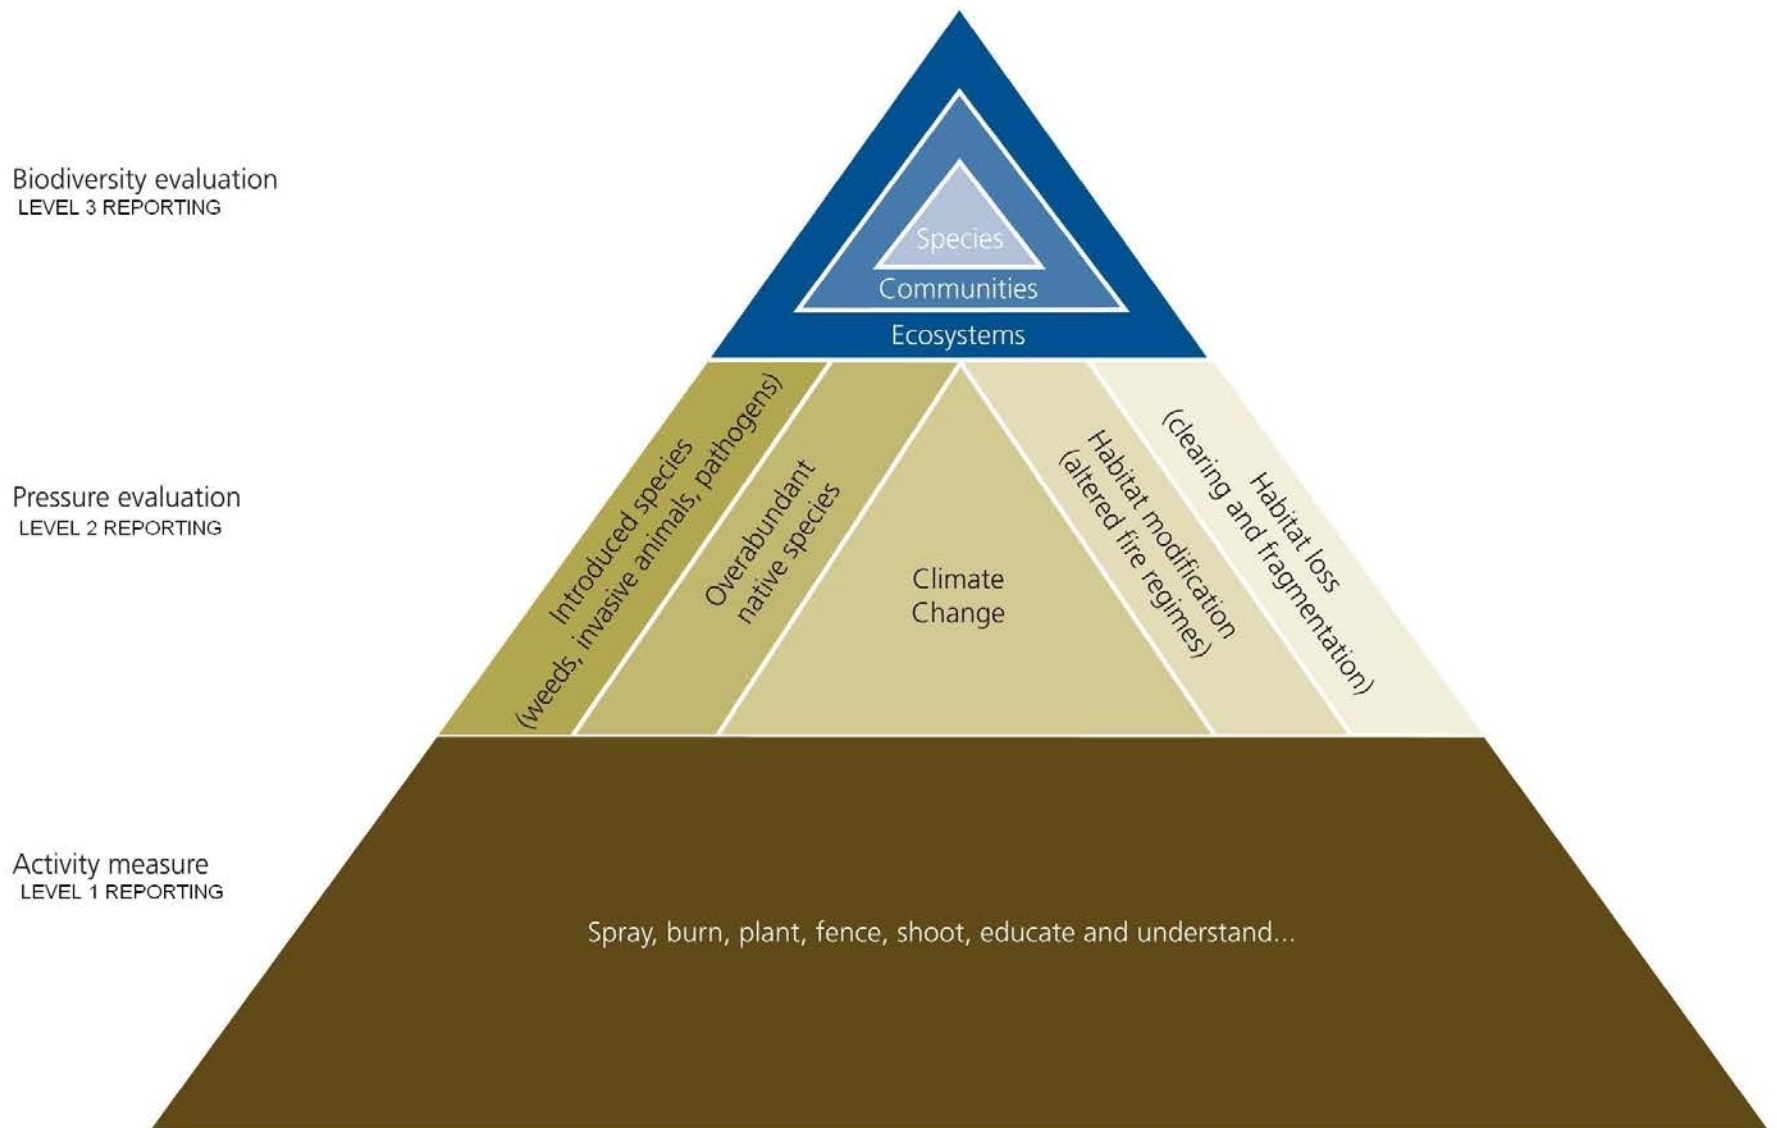 Biodiversity evaluation
LEVEL 3 REPORTING
Species
Communities
Ecosystems
Pressure evaluation
LEVEL 2 REPORTING
Introduced species
(weeds, invasive animals, pathogens)
Overabundant
native species
Climate
Change
Habitat modification
(altered fire regimes)
Habitat loss
(clearing and fragmentation)
Activity measure
LEVEL 1 REPORTING
Spray, burn, plant, fence, shoot, educate and understand...